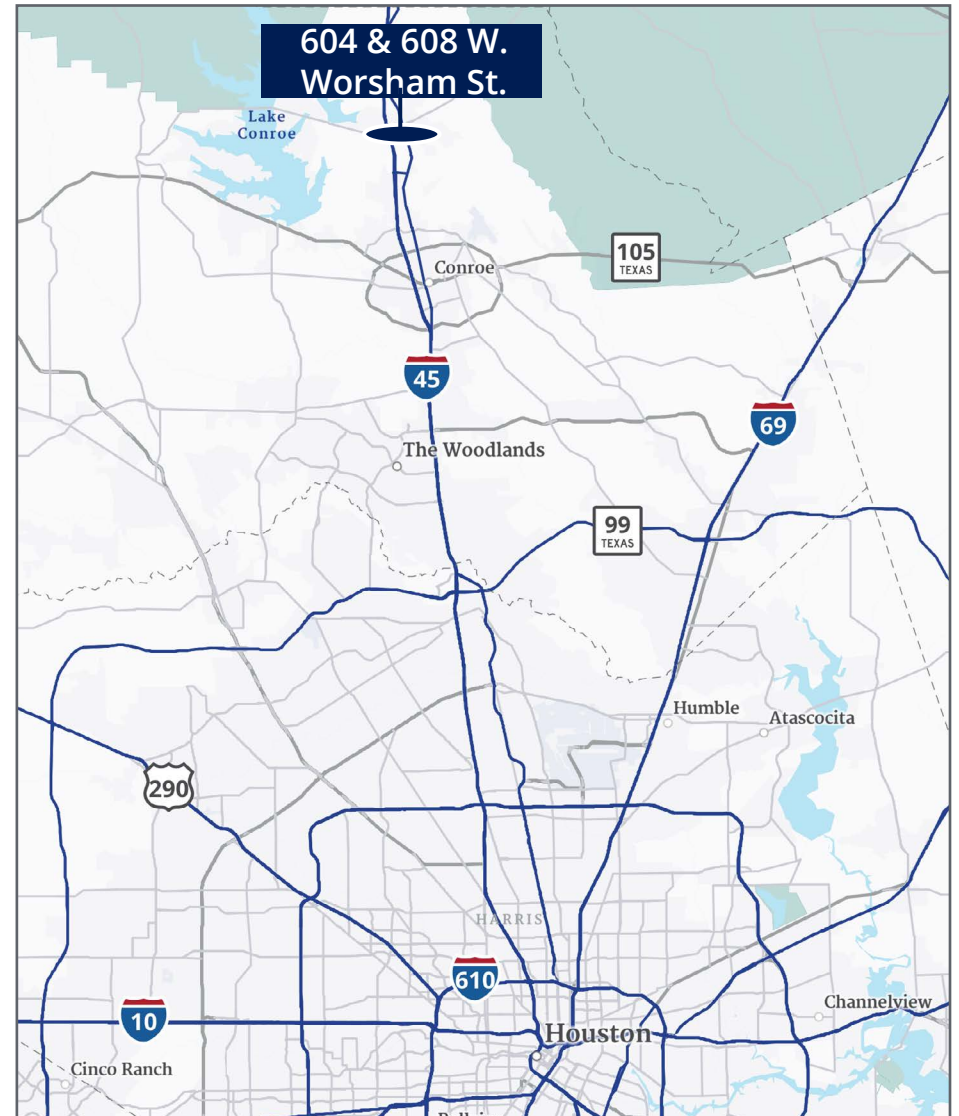 604 & 608 W.
Worsham St.
Lake
Conroe
105
TEXAS
Conroe
45
69
The Woodlands
99
TEXAS
Humble
Atascocita
290
HARRIS
610
Channelview
10
Houston
Cinco Ranch